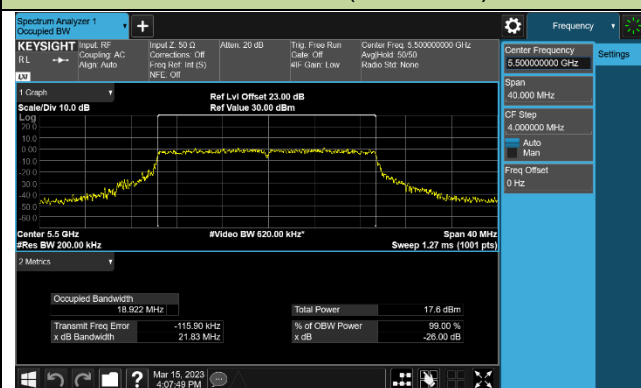 Spectrum Analyzer 1
Occupied BW
Frequency
KEYSIGHT
RL
Input: RF
Coupling: AC
Align: Auto
Input Z: 50 Ω
Corrections: Off
Freq Ref: Int (S)
NFE: Off
Atten: 20 dB
Trig: Free Run
Gate: Off
#IF Gain: Low
Center Freq: 5.500000000 GHz
Avg|Hold: 50/50
Radio Std: None
1 Graph
Scale/Div 10.0 dB
Ref Lvl Offset 23.00 dB
Ref Value 30.00 dBm
Log
20.0
10.0
0.00
-10.0
-20.0
-30.0
-40.0
-50.0
-60.0
Center 5.5 GHz
#Video BW 620.00 kHz*
Span 40 MHz
#Res BW 200.00 kHz
Sweep 1.27 ms (1001 pts)
2 Metrics
Occupied Bandwidth
18.922 MHz
Total Power 17.6 dBm
Transmit Freq Error -115.90 kHz
% of OBW Power 99.00 %
x dB Bandwidth 21.83 MHz
x dB -26.00 dB
Center Frequency
5.500000000 GHz
Settings
Span
40.000 MHz
CF Step
4.000000 MHz
Auto
Man
Freq Offset
0 Hz
Mar 15, 2023
4:07:49 PM